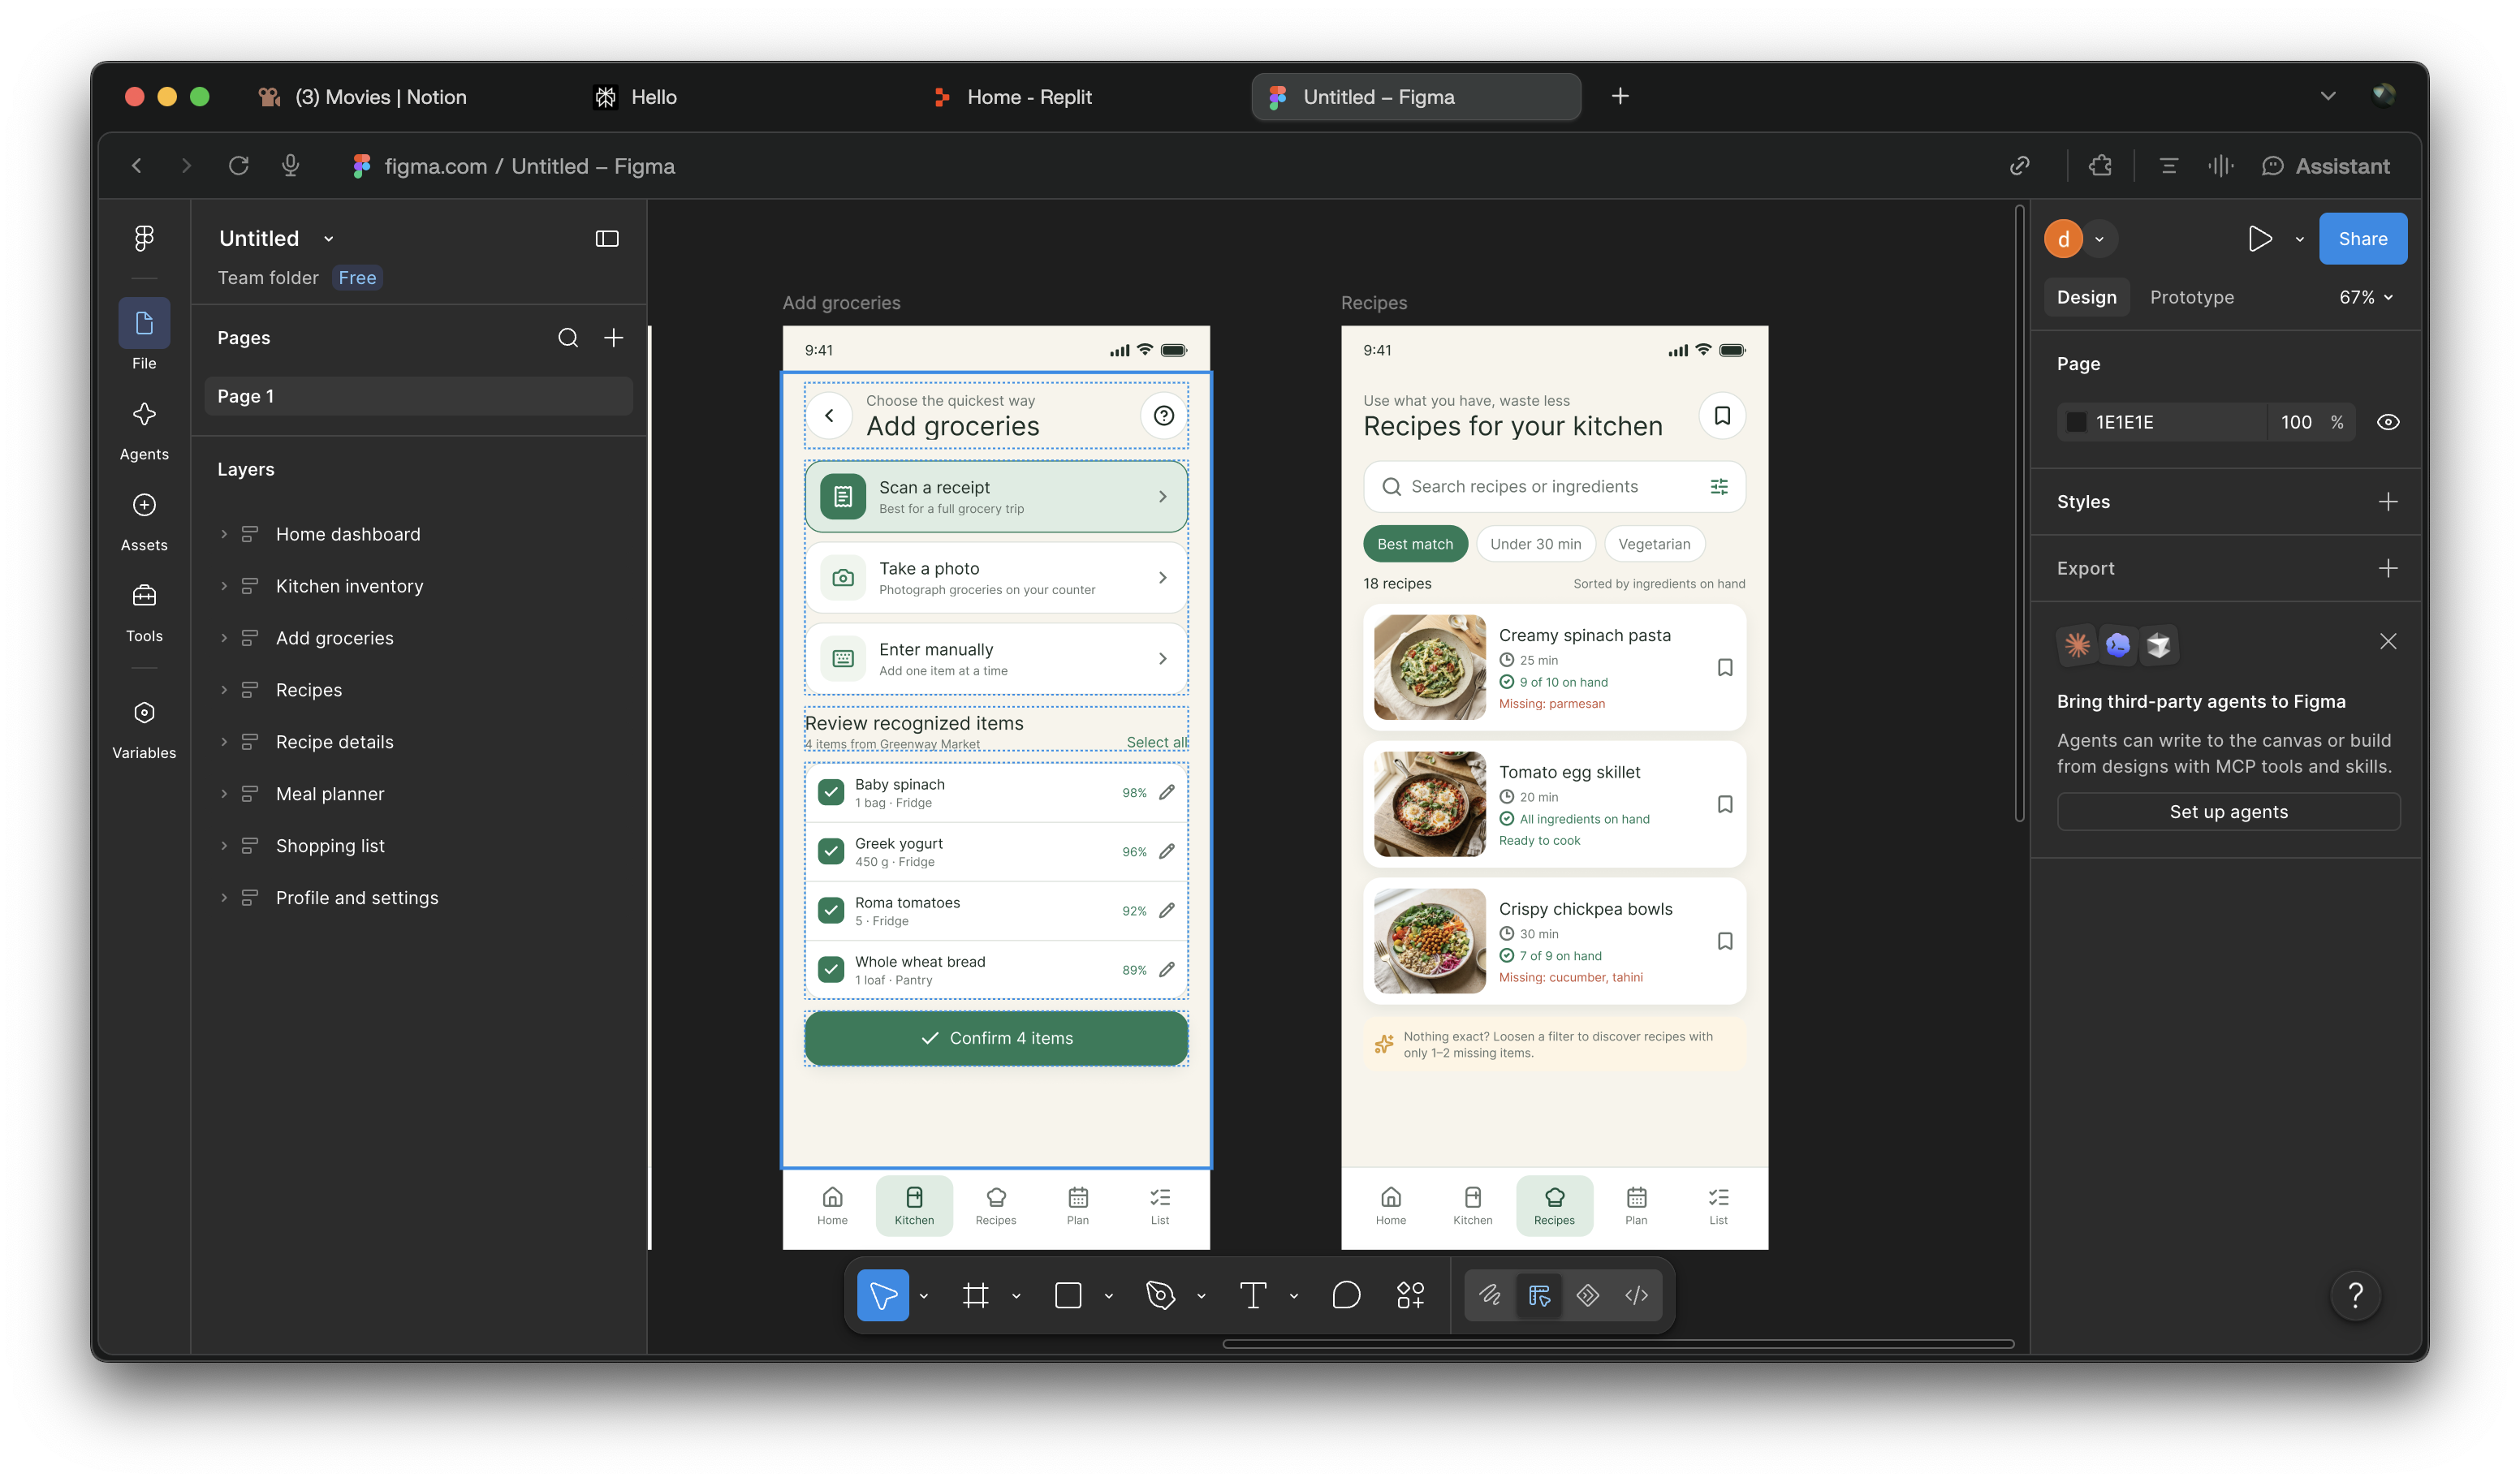 (3) Movies | Notion
Hello
Home - Replit
Untitled – Figma
figma.com / Untitled – Figma
Assistant
File
Agents
Assets
Tools
Variables
Untitled
Team folder Free
Pages
Page 1
Layers
Home dashboard
Kitchen inventory
Add groceries
Recipes
Recipe details
Meal planner
Shopping list
Profile and settings
Add groceries
9:41
Choose the quickest way
Add groceries
Scan a receipt
Best for a full grocery trip
Take a photo
Photograph groceries on your counter
Enter manually
Add one item at a time
Review recognized items
4 items from Greenway Market
Select all
Baby spinach
1 bag · Fridge
98%
Greek yogurt
450 g · Fridge
96%
Roma tomatoes
5 · Fridge
92%
Whole wheat bread
1 loaf · Pantry
89%
Confirm 4 items
Home Kitchen Recipes Plan List
Recipes
9:41
Use what you have, waste less
Recipes for your kitchen
Search recipes or ingredients
Best match Under 30 min Vegetarian
18 recipes Sorted by ingredients on hand
Creamy spinach pasta
25 min
9 of 10 on hand
Missing: parmesan
Tomato egg skillet
20 min
All ingredients on hand
Ready to cook
Crispy chickpea bowls
30 min
7 of 9 on hand
Missing: cucumber, tahini
Nothing exact? Loosen a filter to discover recipes with
only 1–2 missing items.
Home Kitchen Recipes Plan List
d
Share
Design Prototype 67%
Page
1E1E1E 100 %
Styles
Export
Bring third-party agents to Figma
Agents can write to the canvas or build
from designs with MCP tools and skills.
Set up agents
?